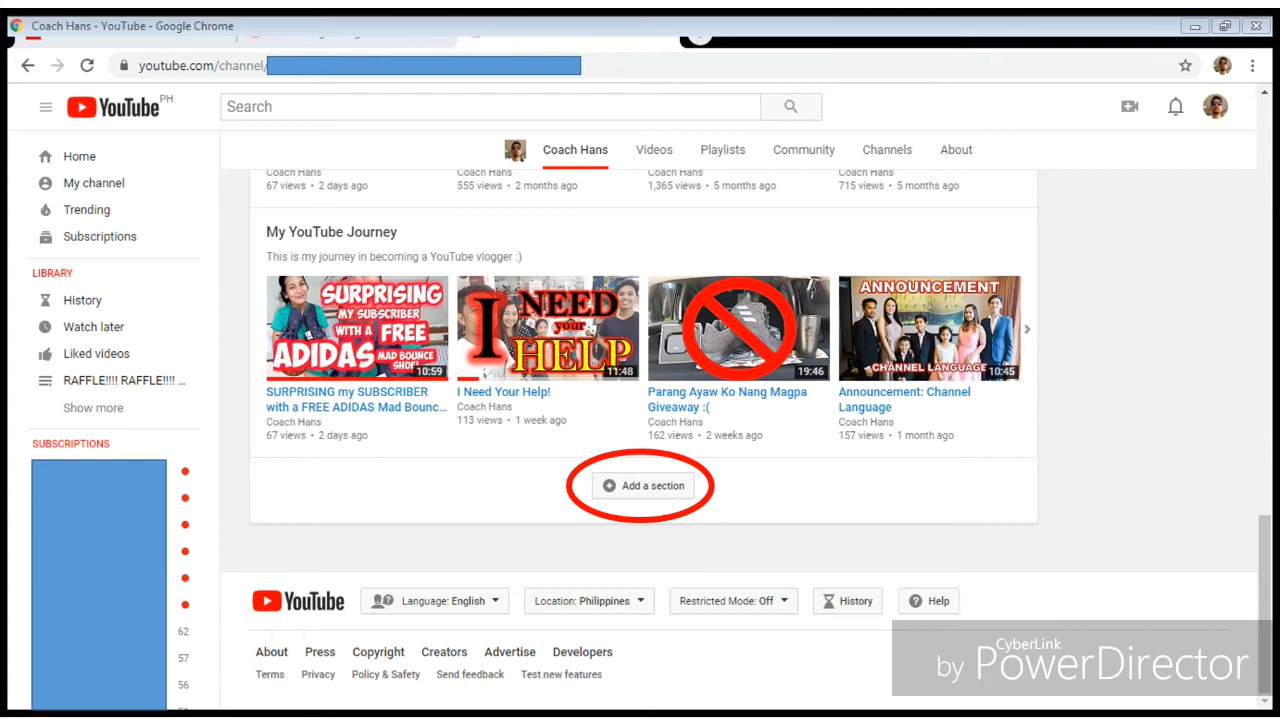 Coach Hans - YouTube - Google Chrome
youtube.com/channel/
YouTube PH
Search
Home
My channel
Trending
Subscriptions
LIBRARY
History
Watch later
Liked videos
RAFFLE!!!! RAFFLE!!!! ...
Show more
SUBSCRIPTIONS
62
57
56
Coach Hans Videos Playlists Community Channels About
Coach Hans Coach Hans Coach Hans Coach Hans
67 views • 2 days ago 555 views • 2 months ago 1,365 views • 5 months ago 715 views • 5 months ago
My YouTube Journey
This is my journey in becoming a YouTube vlogger :)
SURPRISING
MY SUBSCRIBER
WITH A FREE
ADIDAS MAD BOUNCE
SHOE!
10:59
SURPRISING my SUBSCRIBER
with a FREE ADIDAS Mad Bounc...
Coach Hans
67 views • 2 days ago
I NEED
your
HELP
11:48
I Need Your Help!
Coach Hans
113 views • 1 week ago
19:46
Parang Ayaw Ko Nang Magpa
Giveaway :(
Coach Hans
162 views • 2 weeks ago
ANNOUNCEMENT
CHANNEL LANGUAGE
10:45
Announcement: Channel
Language
Coach Hans
157 views • 1 month ago
Add a section
YouTube Language: English Location: Philippines Restricted Mode: Off History Help
About Press Copyright Creators Advertise Developers
Terms Privacy Policy & Safety Send feedback Test new features
CyberLink
by PowerDirector